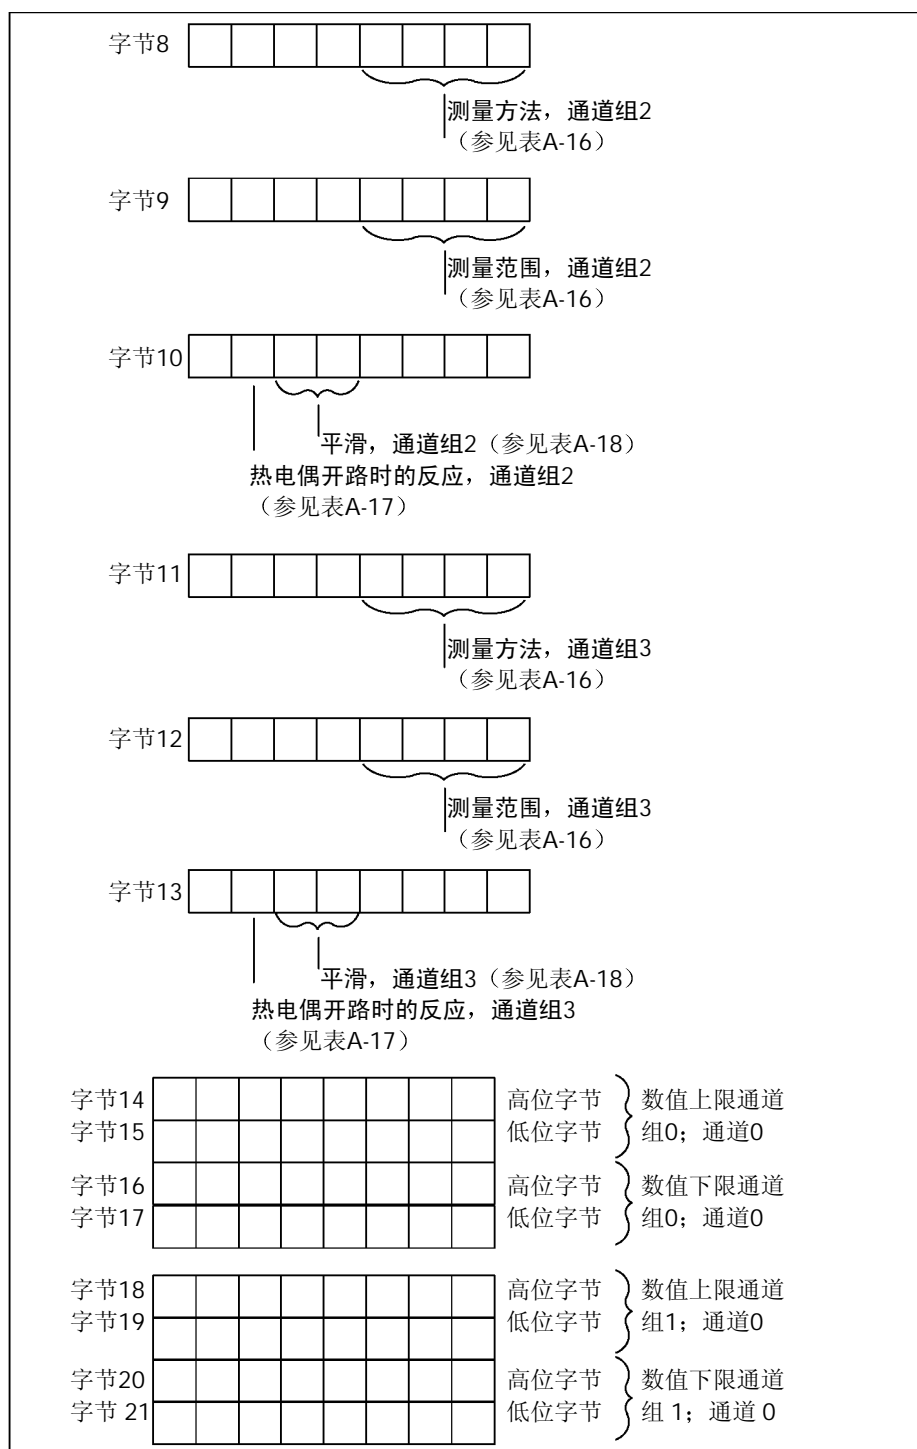 字节8
测量方法，通道组2
（参见表A-16）
字节9
测量范围，通道组2
（参见表A-16）
字节10
平滑，通道组2（参见表A-18）
热电偶开路时的反应，通道组2
（参见表A-17）
字节11
测量方法，通道组3
（参见表A-16）
字节12
测量范围，通道组3
（参见表A-16）
字节13
平滑，通道组3（参见表A-18）
热电偶开路时的反应，通道组3
（参见表A-17）
字节14 高位字节 数值上限通道
字节15 低位字节 组0；通道0
字节16 高位字节 数值下限通道
字节17 低位字节 组0；通道0
字节18 高位字节 数值上限通道
字节19 低位字节 组1；通道0
字节20 高位字节 数值下限通道
字节 21 低位字节 组 1；通道 0